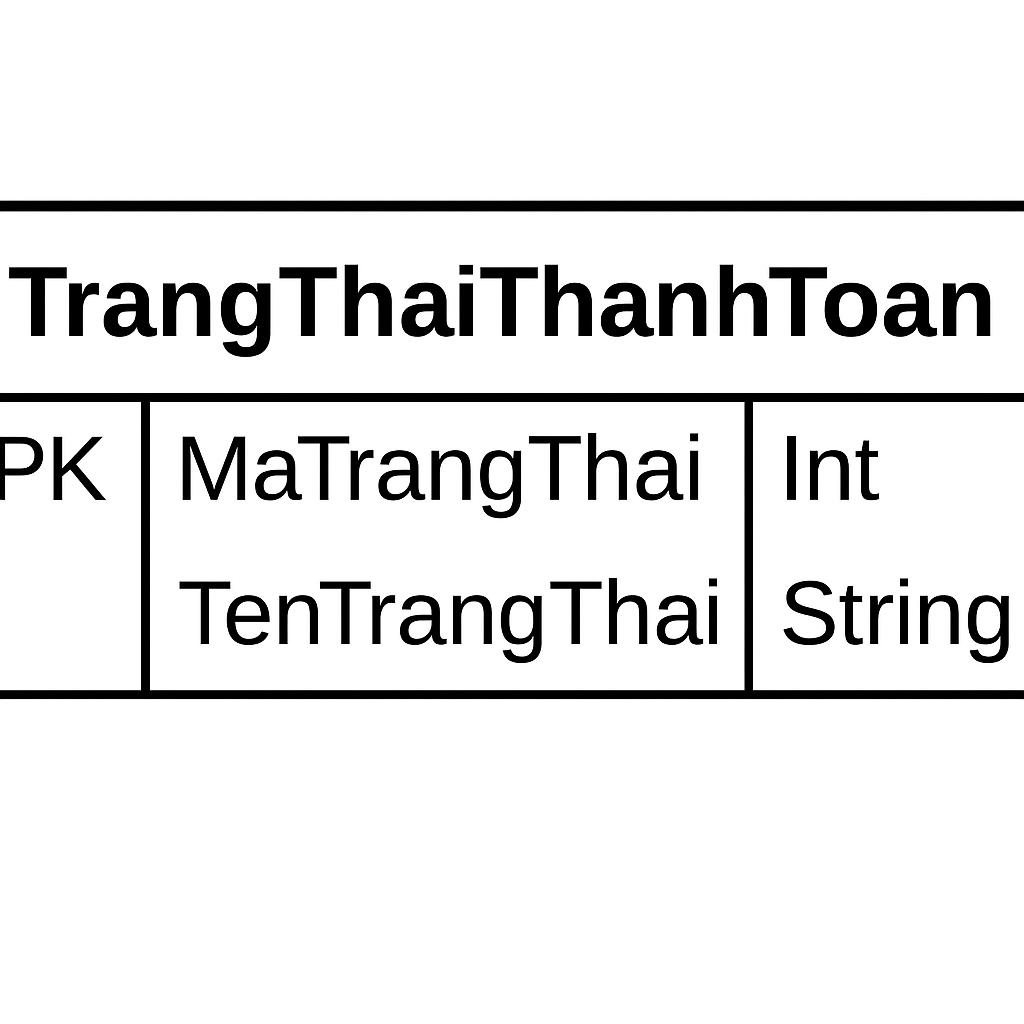 TrangThaiThanhToan
PK MaTrangThai Int
TenTrangThai String